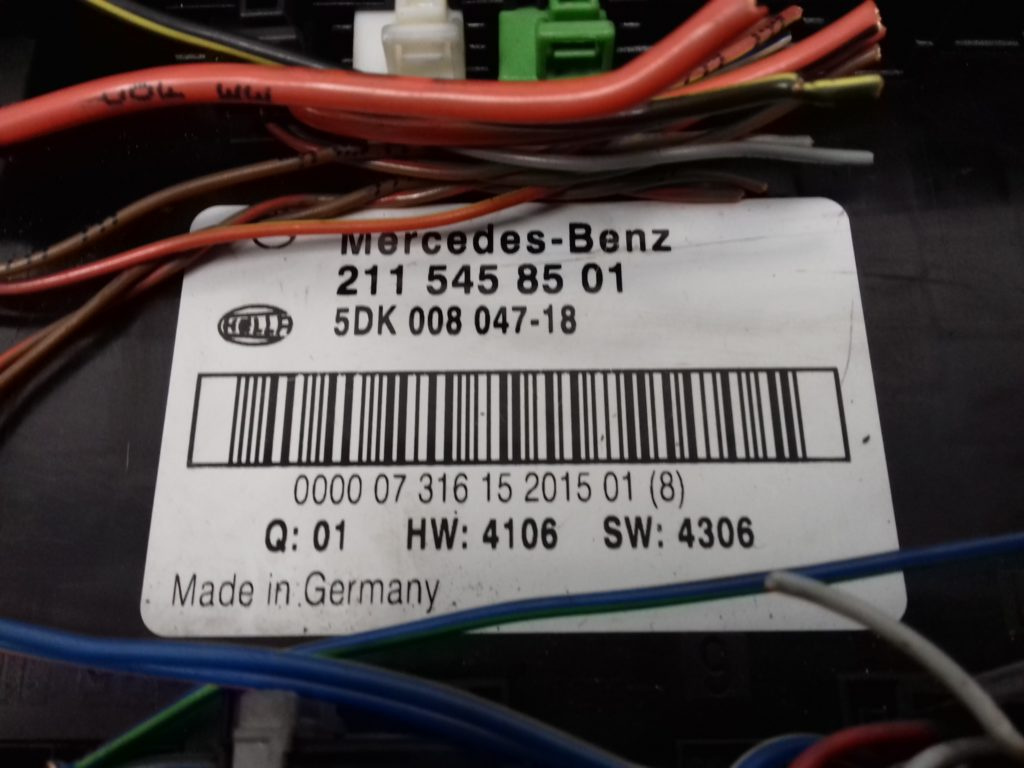 Mercedes-Benz
211 545 85 01
HELLA
5DK 008 047-18
0000 07 316 15 2015 01 (8)
Q: 01 HW: 4106 SW: 4306
Made in Germany
9